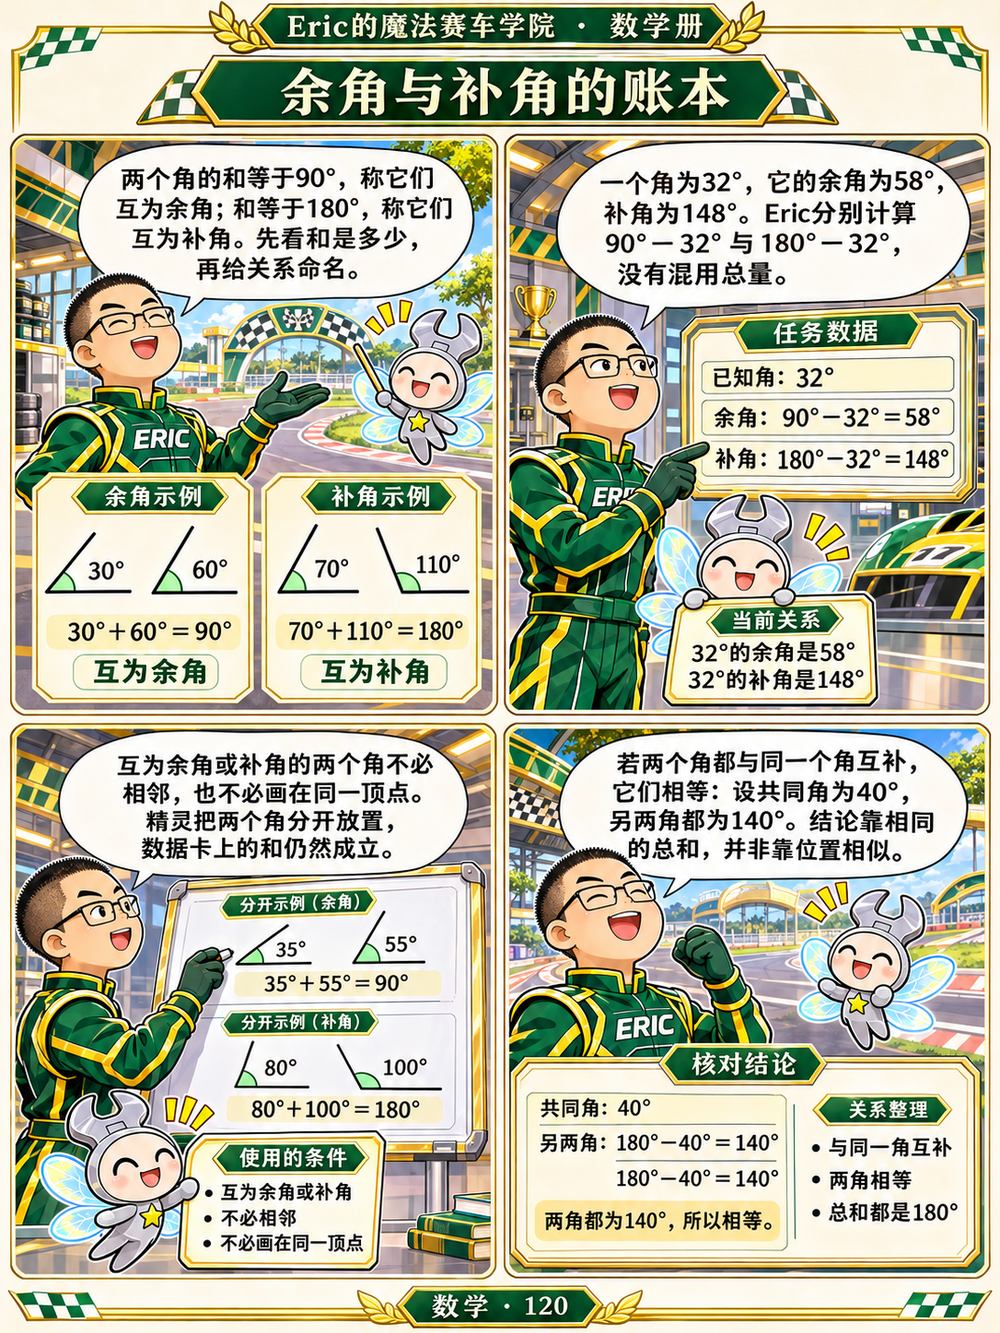 Eric的魔法赛车学院 · 数学册
余角与补角的账本
两个角的和等于90°，称它们
互为余角；和等于180°，称它们
互为补角。先看和是多少，
再给关系命名。
ERIC
余角示例
30°
60°
30°＋60°＝90°
互为余角
补角示例
70°
110°
70°＋110°＝180°
互为补角
一个角为32°，它的余角为58°，
补角为148°。Eric分别计算
90°－32° 与 180°－32°，
没有混用总量。
任务数据
已知角：32°
余角：90°－32°＝58°
补角：180°－32°＝148°
17
当前关系
32°的余角是58°
32°的补角是148°
互为余角或补角的两个角不必
相邻，也不必画在同一顶点。
精灵把两个角分开放置，
数据卡上的和仍然成立。
分开示例（余角）
35°
55°
35°＋55°＝90°
分开示例（补角）
80°
100°
80°＋100°＝180°
使用的条件
• 互为余角或补角
• 不必相邻
• 不必画在同一顶点
若两个角都与同一个角互补，
它们相等：设共同角为40°，
另两角都为140°。结论靠相同
的总和，并非靠位置相似。
ERIC
核对结论
共同角：40°
另两角：180°－40°＝140°
180°－40°＝140°
两角都为140°，所以相等。
关系整理
• 与同一角互补
• 两角相等
• 总和都是180°
数学 · 120